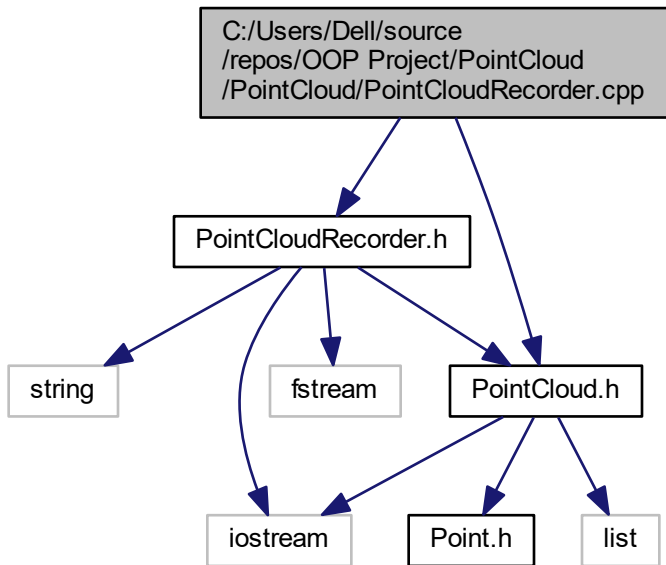 C:/Users/Dell/source
/repos/OOP Project/PointCloud
/PointCloud/PointCloudRecorder.cpp
PointCloudRecorder.h
string
fstream
PointCloud.h
iostream
Point.h
list